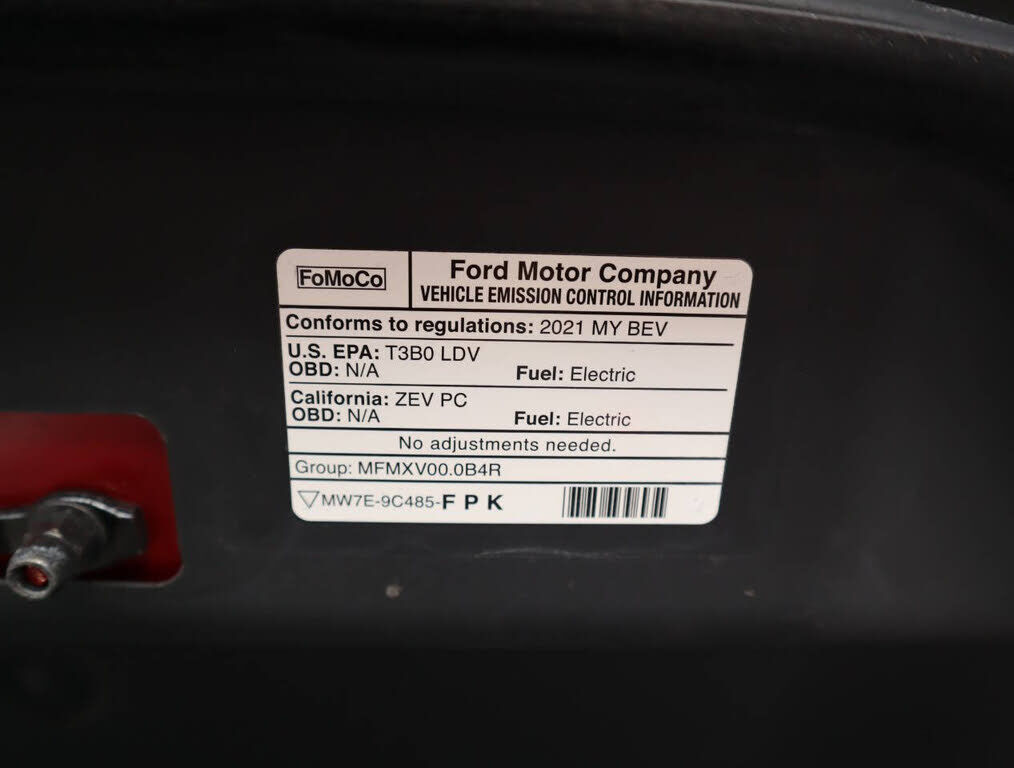 FoMoCo
Ford Motor Company
VEHICLE EMISSION CONTROL INFORMATION
Conforms to regulations: 2021 MY BEV
U.S. EPA: T3B0 LDV
OBD: N/A Fuel: Electric
California: ZEV PC
OBD: N/A Fuel: Electric
No adjustments needed.
Group: MFMXV00.0B4R
▽MW7E-9C485-F P K